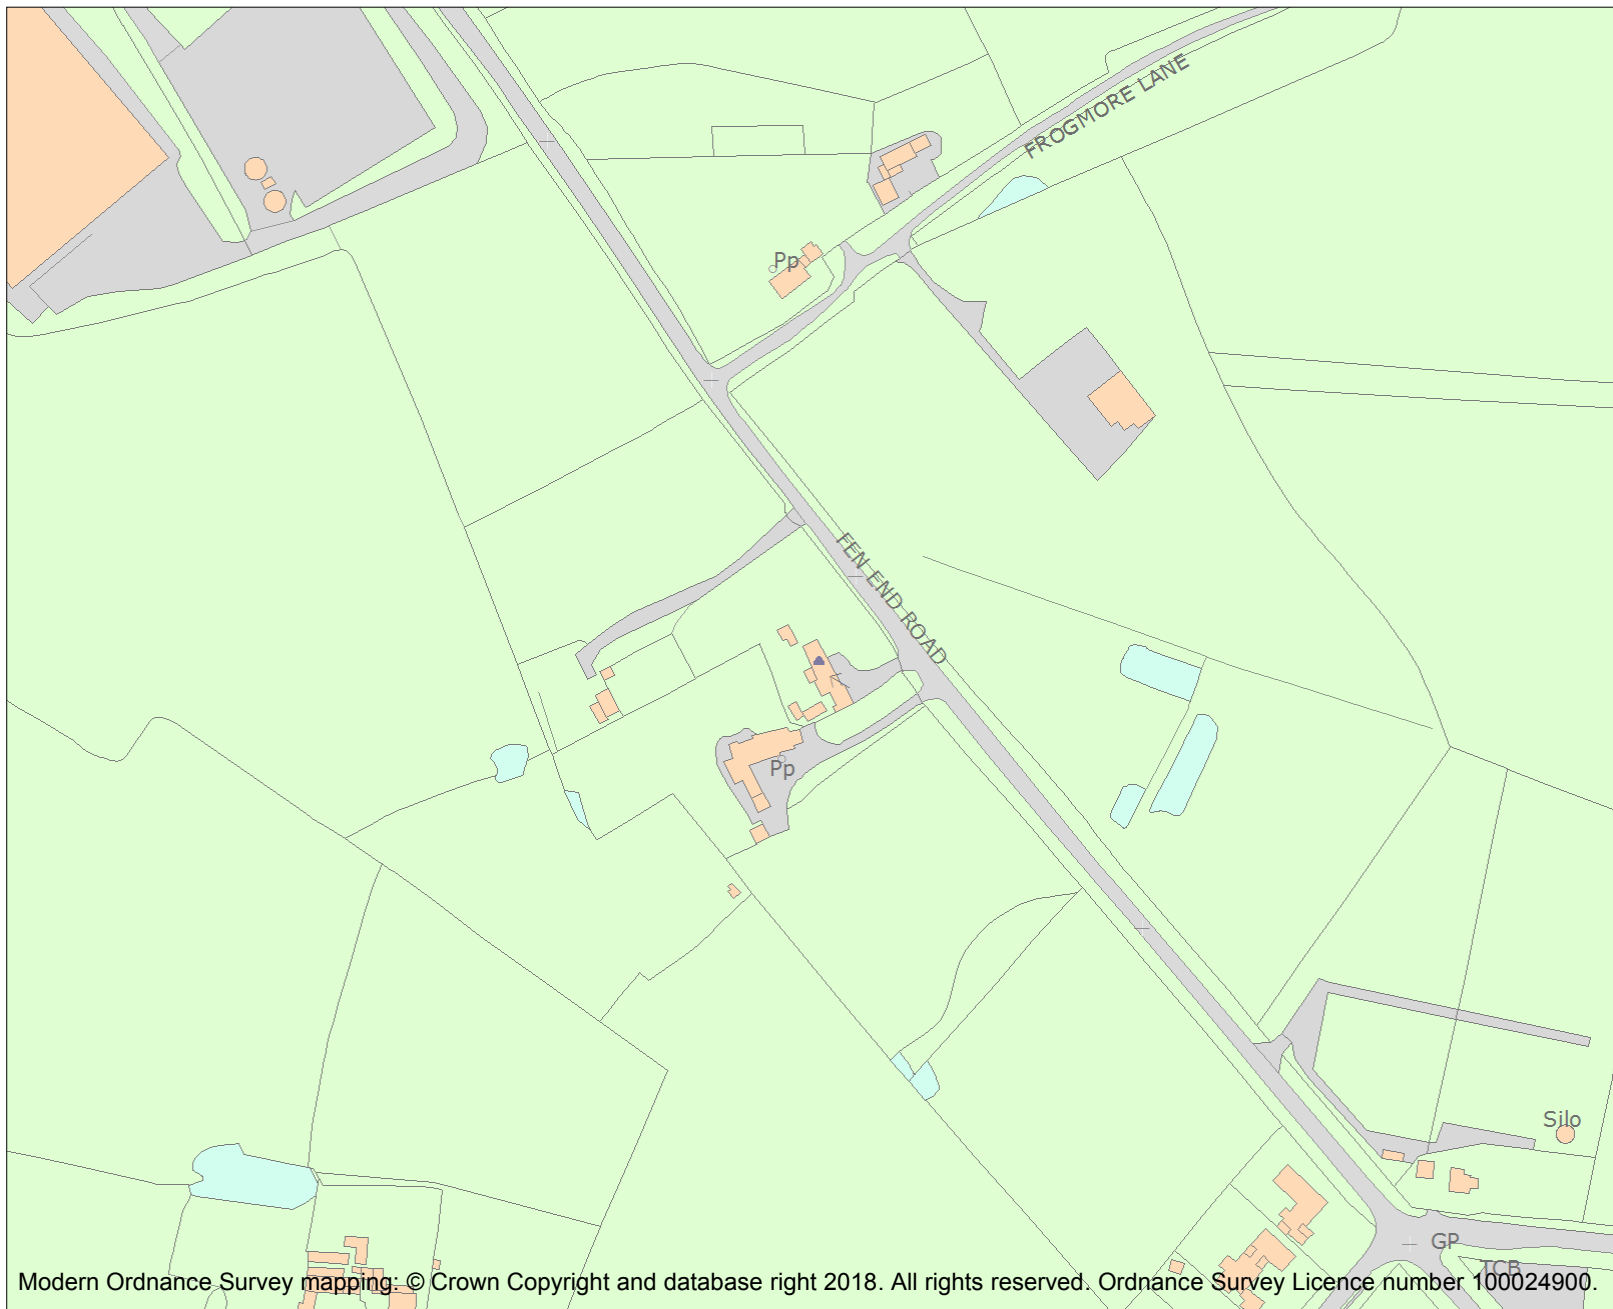 FROGMORE LANE
Pp
FEN END ROAD
Pp
Silo
GP
TCB
Modern Ordnance Survey mapping: © Crown Copyright and database right 2018. All rights reserved. Ordnance Survey Licence number 100024900.